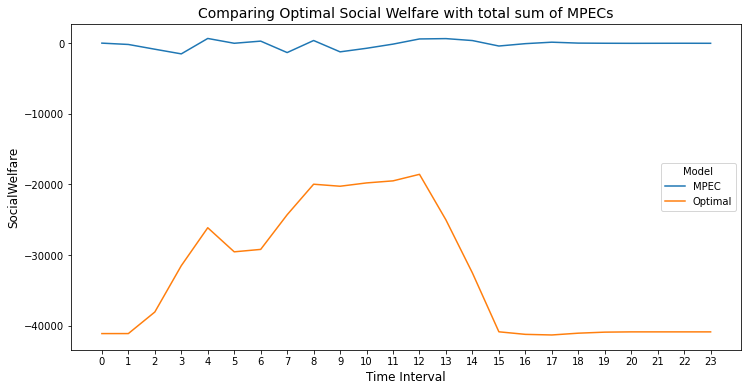 Comparing Optimal Social Welfare with total sum of MPECs
0
−10000
−20000
−30000
−40000
SocialWelfare
Model
MPEC
Optimal
0 1 2 3 4 5 6 7 8 9 10 11 12 13 14 15 16 17 18 19 20 21 22 23
Time Interval